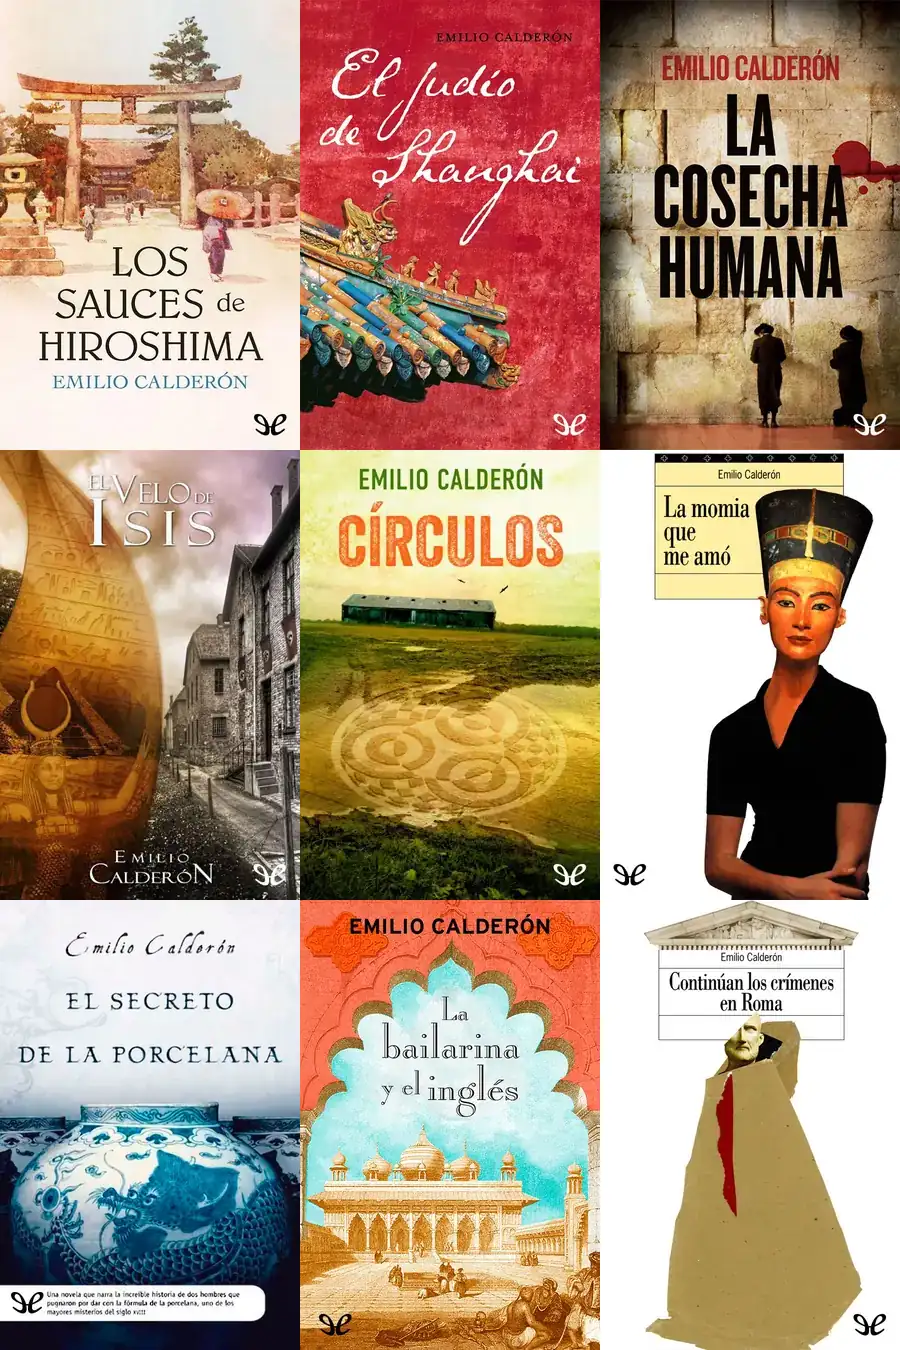 LOS
SAUCES de
HIROSHIMA
EMILIO CALDERÓN
EMILIO CALDERÓN
El judío
de
Shanghai
EMILIO CALDERÓN
LA
COSECHA
HUMANA
EL VELO DE
ISIS
EMILIO
CALDERÓN
EMILIO CALDERÓN
CÍRCULOS
Emilio Calderón
La momia
que
me amó
Emilio Calderón
EL SECRETO
DE LA PORCELANA
Una novela que narra la increíble historia de dos hombres que
pugnaron por dar con la fórmula de la porcelana, uno de los
mayores misterios del siglo XVIII
EMILIO CALDERÓN
La
bailarina
y el inglés
Emilio Calderón
Continúan los crímenes
en Roma